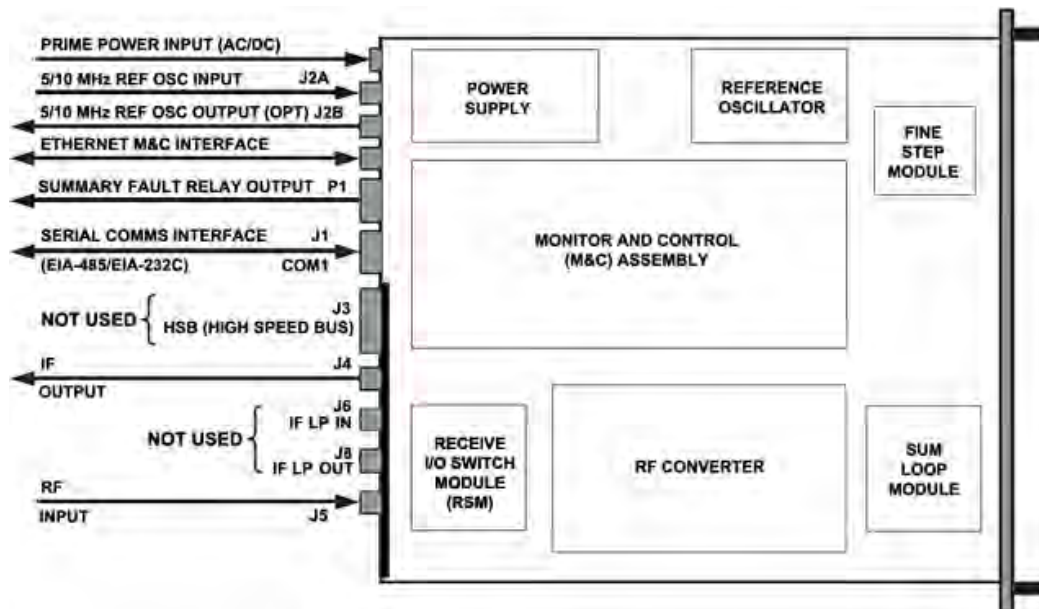 PRIME POWER INPUT (AC/DC)
5/10 MHz REF OSC INPUT J2A
5/10 MHz REF OSC OUTPUT (OPT) J2B
ETHERNET M&C INTERFACE
SUMMARY FAULT RELAY OUTPUT P1
SERIAL COMMS INTERFACE J1
(EIA-485/EIA-232C) COM1
NOT USED
J3
HSB (HIGH SPEED BUS)
IF J4
OUTPUT
NOT USED
J6
IF LP IN
J8
IF LP OUT
RF
INPUT J5
POWER
SUPPLY
REFERENCE
OSCILLATOR
FINE
STEP
MODULE
MONITOR AND CONTROL
(M&C) ASSEMBLY
RECEIVE
I/O SWITCH
MODULE
(RSM)
RF CONVERTER
SUM
LOOP
MODULE